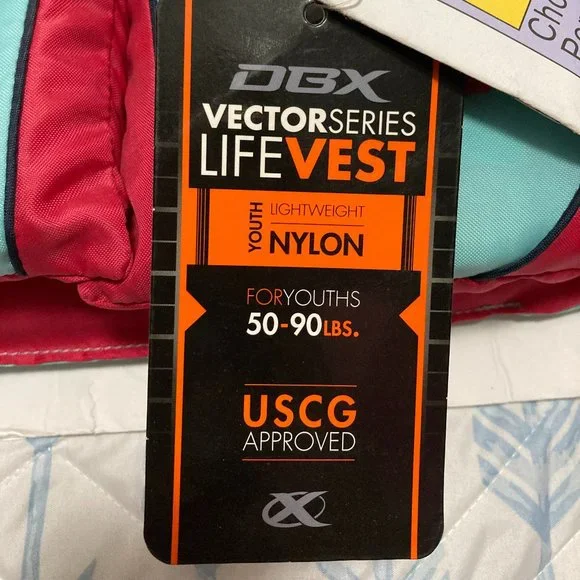 DBX
VECTORSERIES
LIFEVEST
YOUTH
LIGHTWEIGHT
NYLON
FORYOUTHS
50-90LBS.
USCG
APPROVED
X